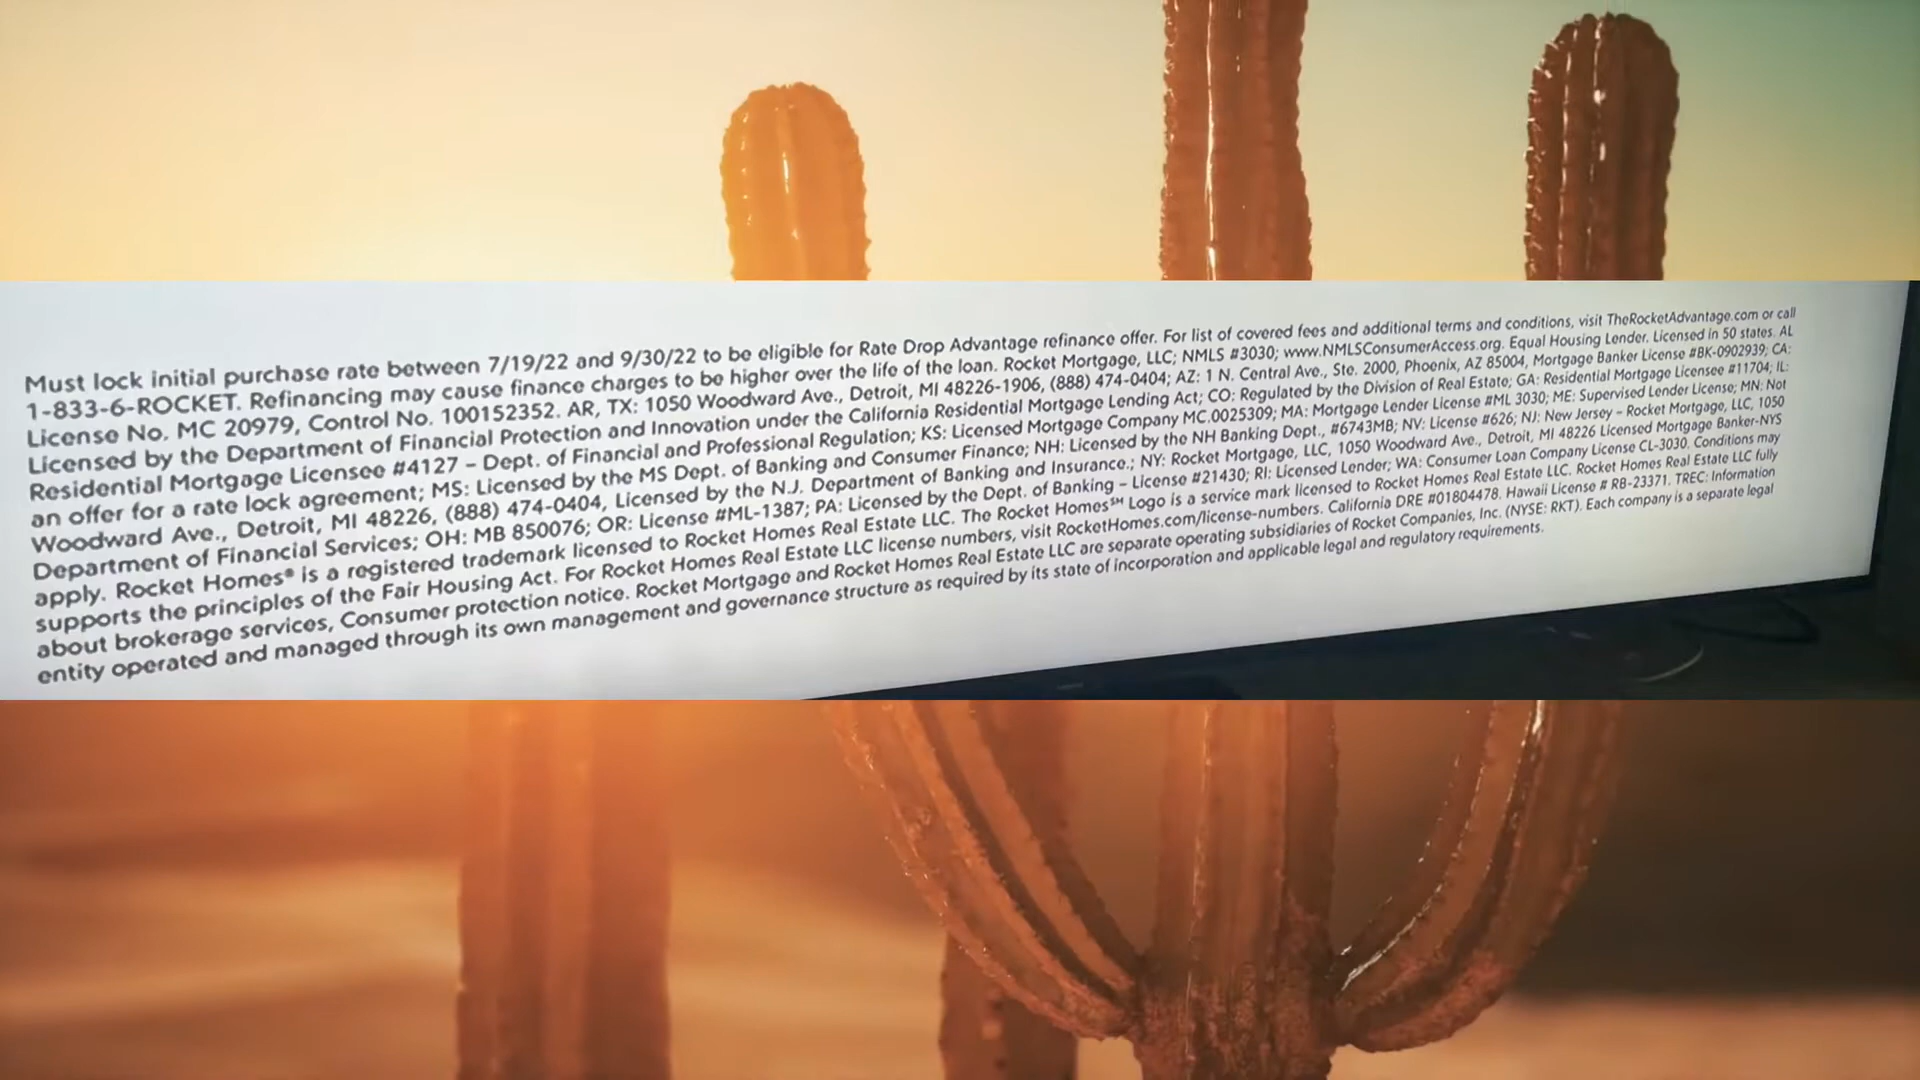 Must lock initial purchase rate between 7/19/22 and 9/30/22 to be eligible for Rate Drop Advantage refinance offer. For list of covered fees and additional terms and conditions, visit TheRocketAdvantage.com or call
1-833-6-ROCKET. Refinancing may cause finance charges to be higher over the life of the loan. Rocket Mortgage, LLC; NMLS #3030; www.NMLSConsumerAccess.org. Equal Housing Lender. Licensed in 50 states. AL
License No. MC 20979, Control No. 100152352. AR, TX: 1050 Woodward Ave., Detroit, MI 48226-1906, (888) 474-0404; AZ: 1 N. Central Ave., Ste. 2000, Phoenix, AZ 85004, Mortgage Banker License #BK-0902939; CA:
Licensed by the Department of Financial Protection and Innovation under the California Residential Mortgage Lending Act; CO: Regulated by the Division of Real Estate; GA: Residential Mortgage Licensee #11704; IL:
Residential Mortgage Licensee #4127 – Dept. of Financial and Professional Regulation; KS: Licensed Mortgage Company MC.0025309; MA: Mortgage Lender License #ML 3030; ME: Supervised Lender License; MN: Not
an offer for a rate lock agreement; MS: Licensed by the MS Dept. of Banking and Consumer Finance; NH: Licensed by the NH Banking Dept., #6743MB; NV: License #626; NJ: New Jersey – Rocket Mortgage, LLC, 1050
Woodward Ave., Detroit, MI 48226, (888) 474-0404, Licensed by the N.J. Department of Banking and Insurance.; NY: Rocket Mortgage, LLC, 1050 Woodward Ave., Detroit, MI 48226 Licensed Mortgage Banker-NYS
Department of Financial Services; OH: MB 850076; OR: License #ML-1387; PA: Licensed by the Dept. of Banking – License #21430; RI: Licensed Lender; WA: Consumer Loan Company License CL-3030. Conditions may
apply. Rocket Homes® is a registered trademark licensed to Rocket Homes Real Estate LLC. The Rocket Homes℠ Logo is a service mark licensed to Rocket Homes Real Estate LLC. Rocket Homes Real Estate LLC fully
supports the principles of the Fair Housing Act. For Rocket Homes Real Estate LLC license numbers, visit RocketHomes.com/license-numbers. California DRE #01804478. Hawaii License # RB-23371. TREC: Information
about brokerage services, Consumer protection notice. Rocket Mortgage and Rocket Homes Real Estate LLC are separate operating subsidiaries of Rocket Companies, Inc. (NYSE: RKT). Each company is a separate legal
entity operated and managed through its own management and governance structure as required by its state of incorporation and applicable legal and regulatory requirements.